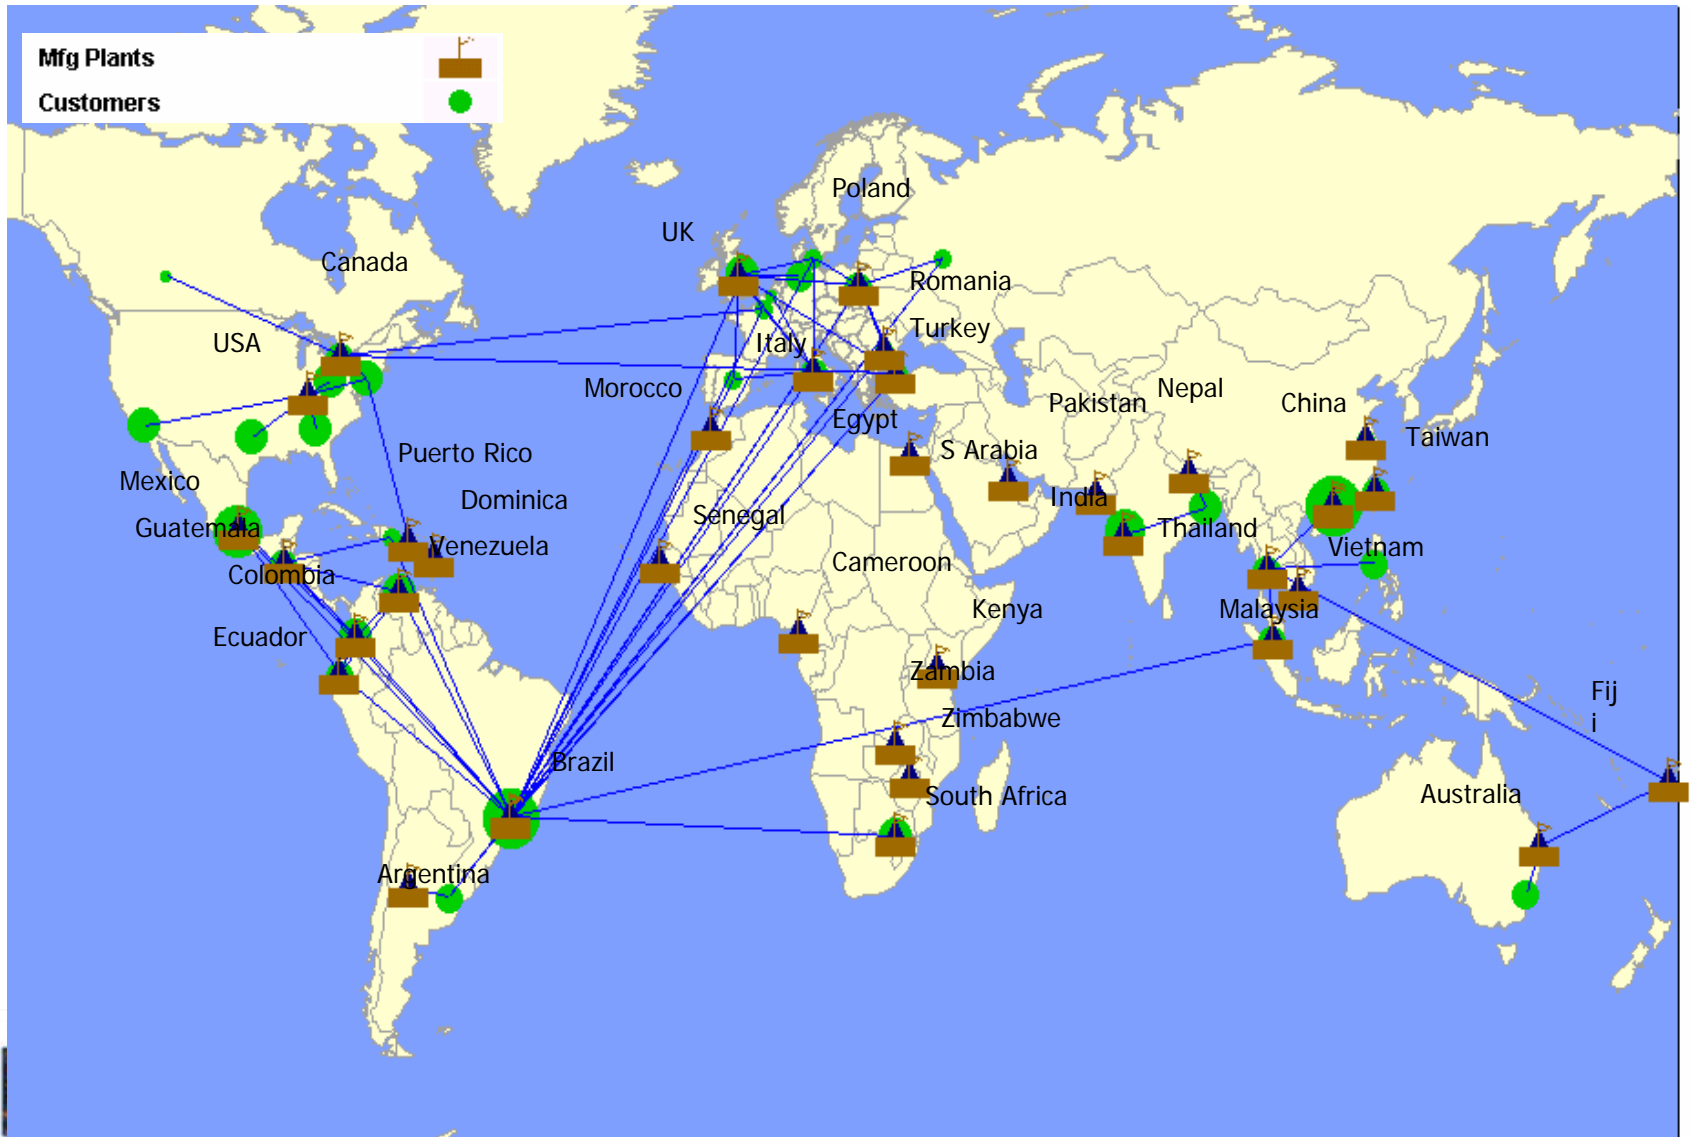 Mfg Plants
Customers
Poland
UK
Canada
Romania
Turkey
USA
Italy
Morocco
Nepal
Pakistan
China
Egypt
Taiwan
S Arabia
Puerto Rico
Mexico
Dominica
India
Senegal
Guatemala
Thailand
Venezuela
Vietnam
Cameroon
Colombia
Kenya
Malaysia
Ecuador
Zambia
Fij
i
Zimbabwe
Brazil
Australia
South Africa
Argentina